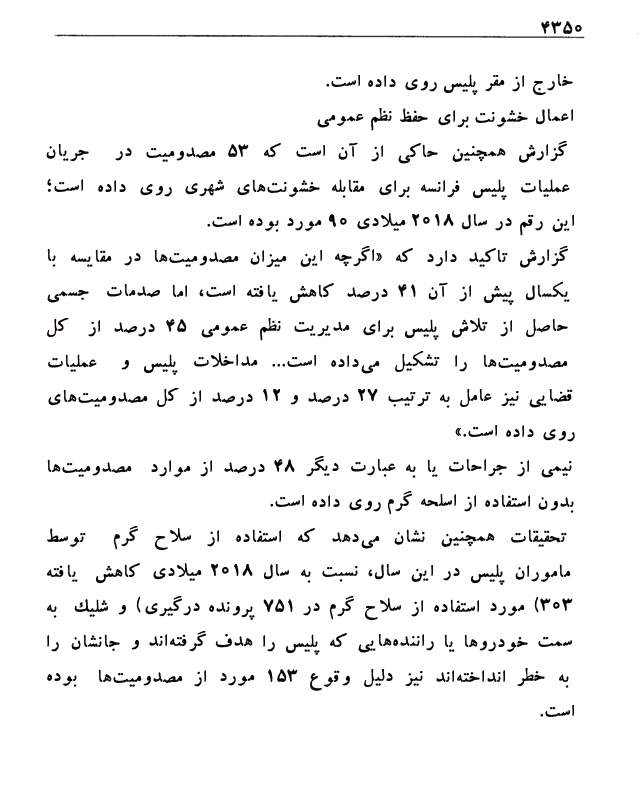 ۴۳۵۰
خارج از مقر پلیس روی داده است.
اعمال خشونت برای حفظ نظم عمومی
گزارش همچنین حاکی از آن است که ۵۳ مصدومیت در جریان
عملیات پلیس فرانسه برای مقابله خشونت‌های شهری روی داده است؛
این رقم در سال ۲۰۱۸ میلادی ۹۰ مورد بوده است.
گزارش تاکید دارد که «اگرچه این میزان مصدومیت‌ها در مقایسه با
یکسال پیش از آن ۴۱ درصد کاهش یافته است، اما صدمات جسمی
حاصل از تلاش پلیس برای مدیریت نظم عمومی ۴۵ درصد از کل
مصدومیت‌ها را تشکیل می‌داده است... مداخلات پلیس و عملیات
قضایی نیز عامل به ترتیب ۲۷ درصد و ۱۲ درصد از کل مصدومیت‌های
روی داده است.»
نیمی از جراحات یا به عبارت دیگر ۴۸ درصد از موارد مصدومیت‌ها
بدون استفاده از اسلحه گرم روی داده است.
تحقیقات همچنین نشان می‌دهد که استفاده از سلاح گرم توسط
ماموران پلیس در این سال، نسبت به سال ۲۰۱۸ میلادی کاهش یافته
(۳۰۳ مورد استفاده از سلاح گرم در ۷۵۱ پرونده درگیری) و شلیك به
سمت خودروها یا راننده‌هایی که پلیس را هدف گرفته‌اند و جانشان را
به خطر انداخته‌اند نیز دلیل وقوع ۱۵۳ مورد از مصدومیت‌ها بوده
است.